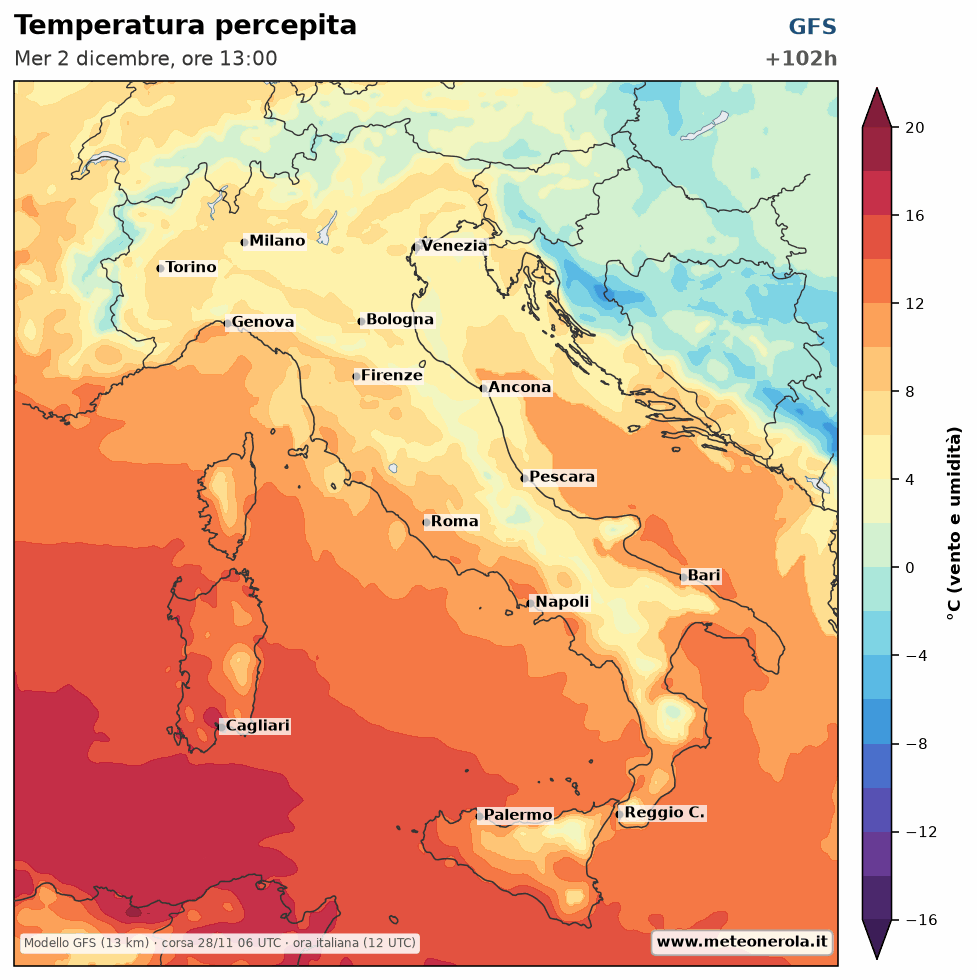 Temperatura percepita
GFS
Mer 2 dicembre, ore 13:00
+102h
Milano
Venezia
Torino
Genova
Bologna
Firenze
Ancona
Pescara
Roma
Bari
Napoli
Cagliari
Palermo
Reggio C.
20
16
12
8
4
0
−4
−8
−12
−16
°C (vento e umidità)
Modello GFS (13 km) · corsa 28/11 06 UTC · ora italiana (12 UTC)
www.meteonerola.it